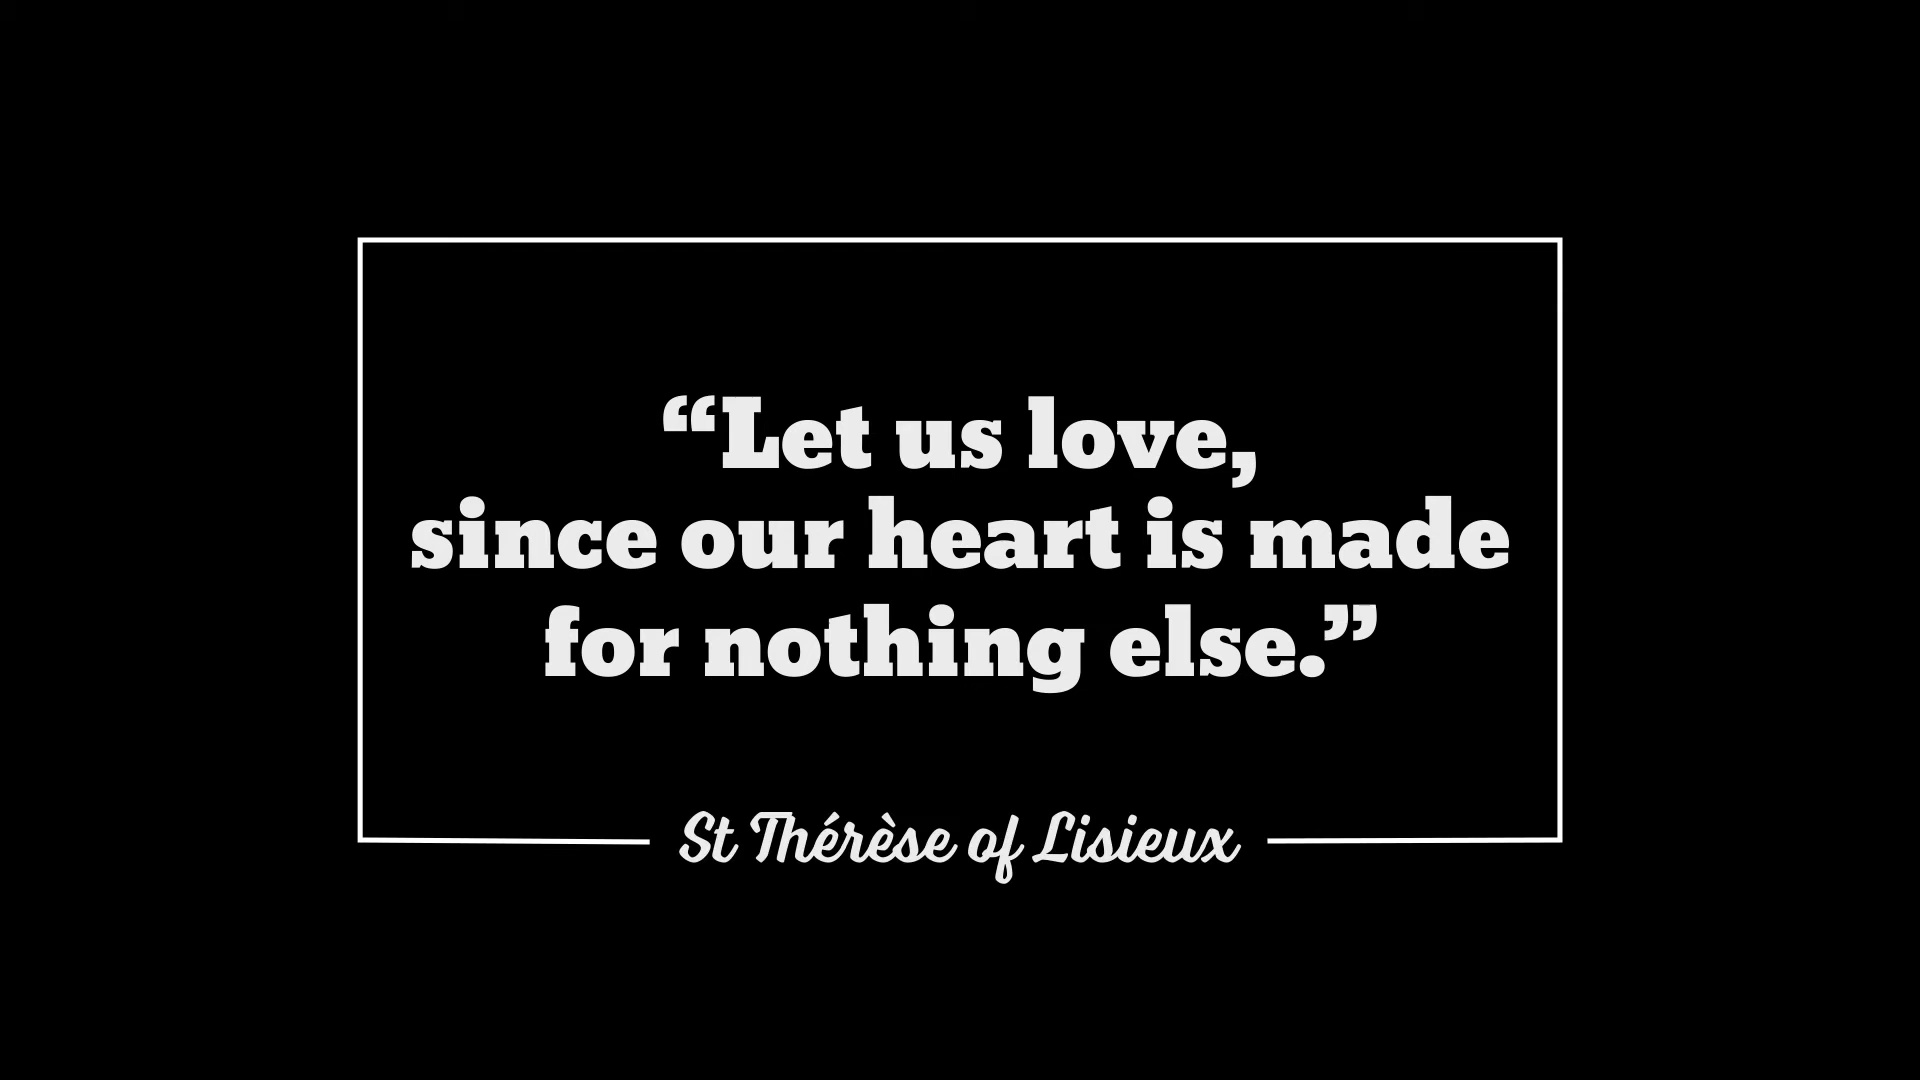 “Let us love,
since our heart is made
for nothing else.”
St Thérèse of Lisieux